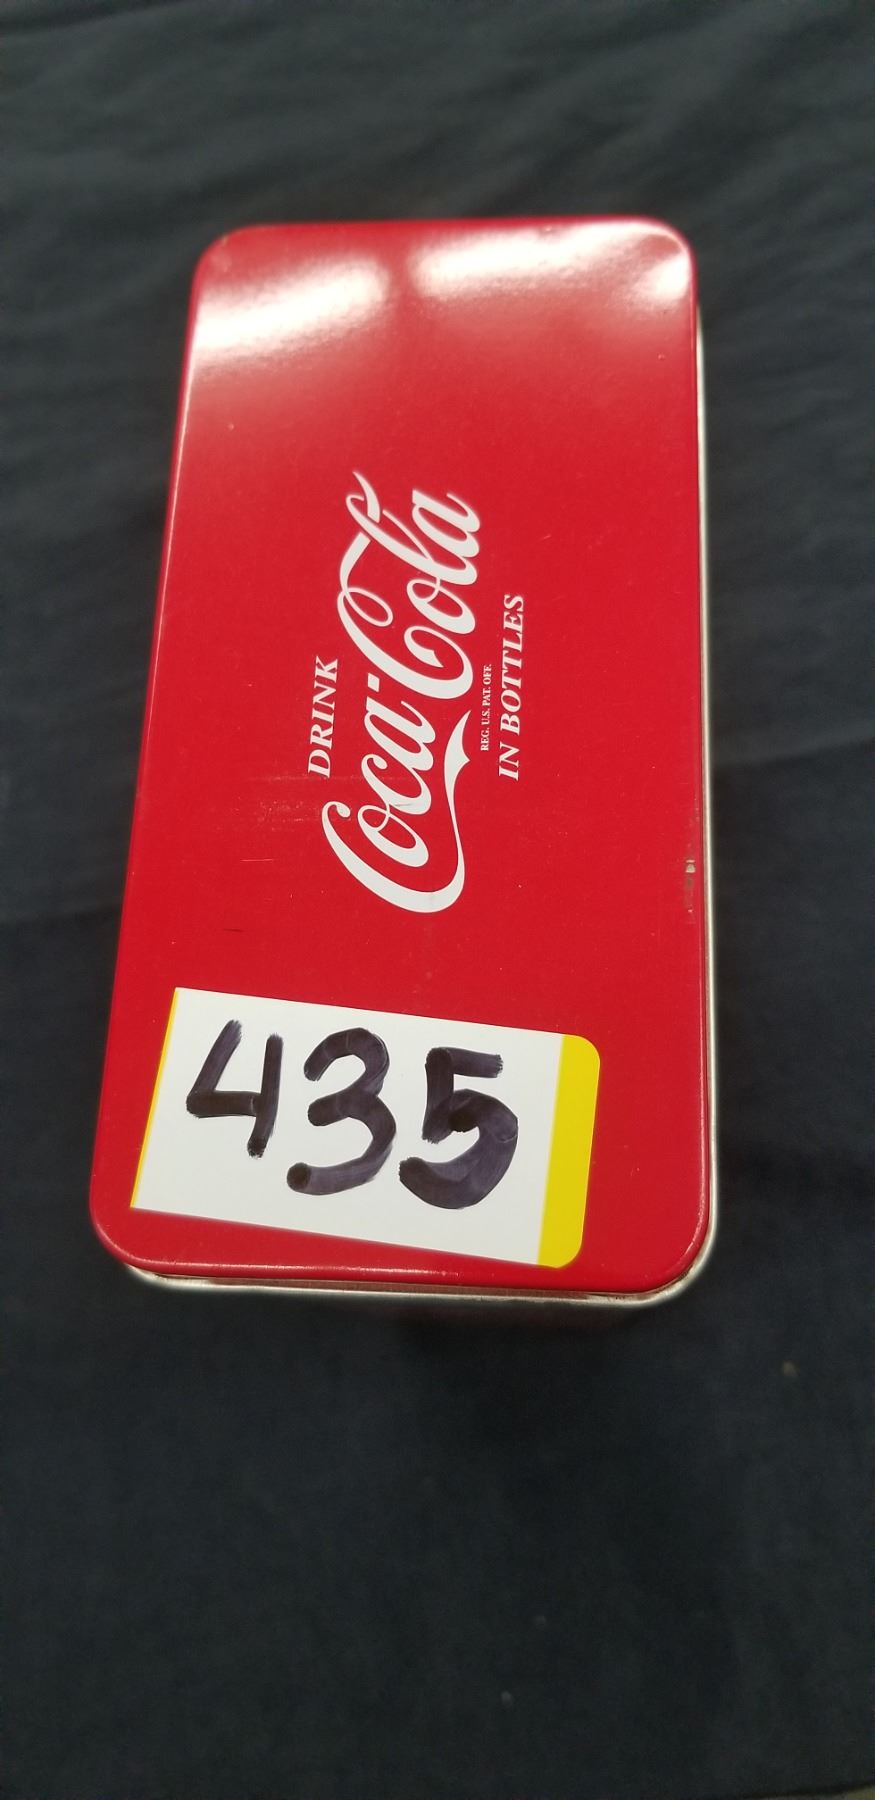 DRINK
Coca-Cola
REG. U.S. PAT. OFF.
IN BOTTLES
435